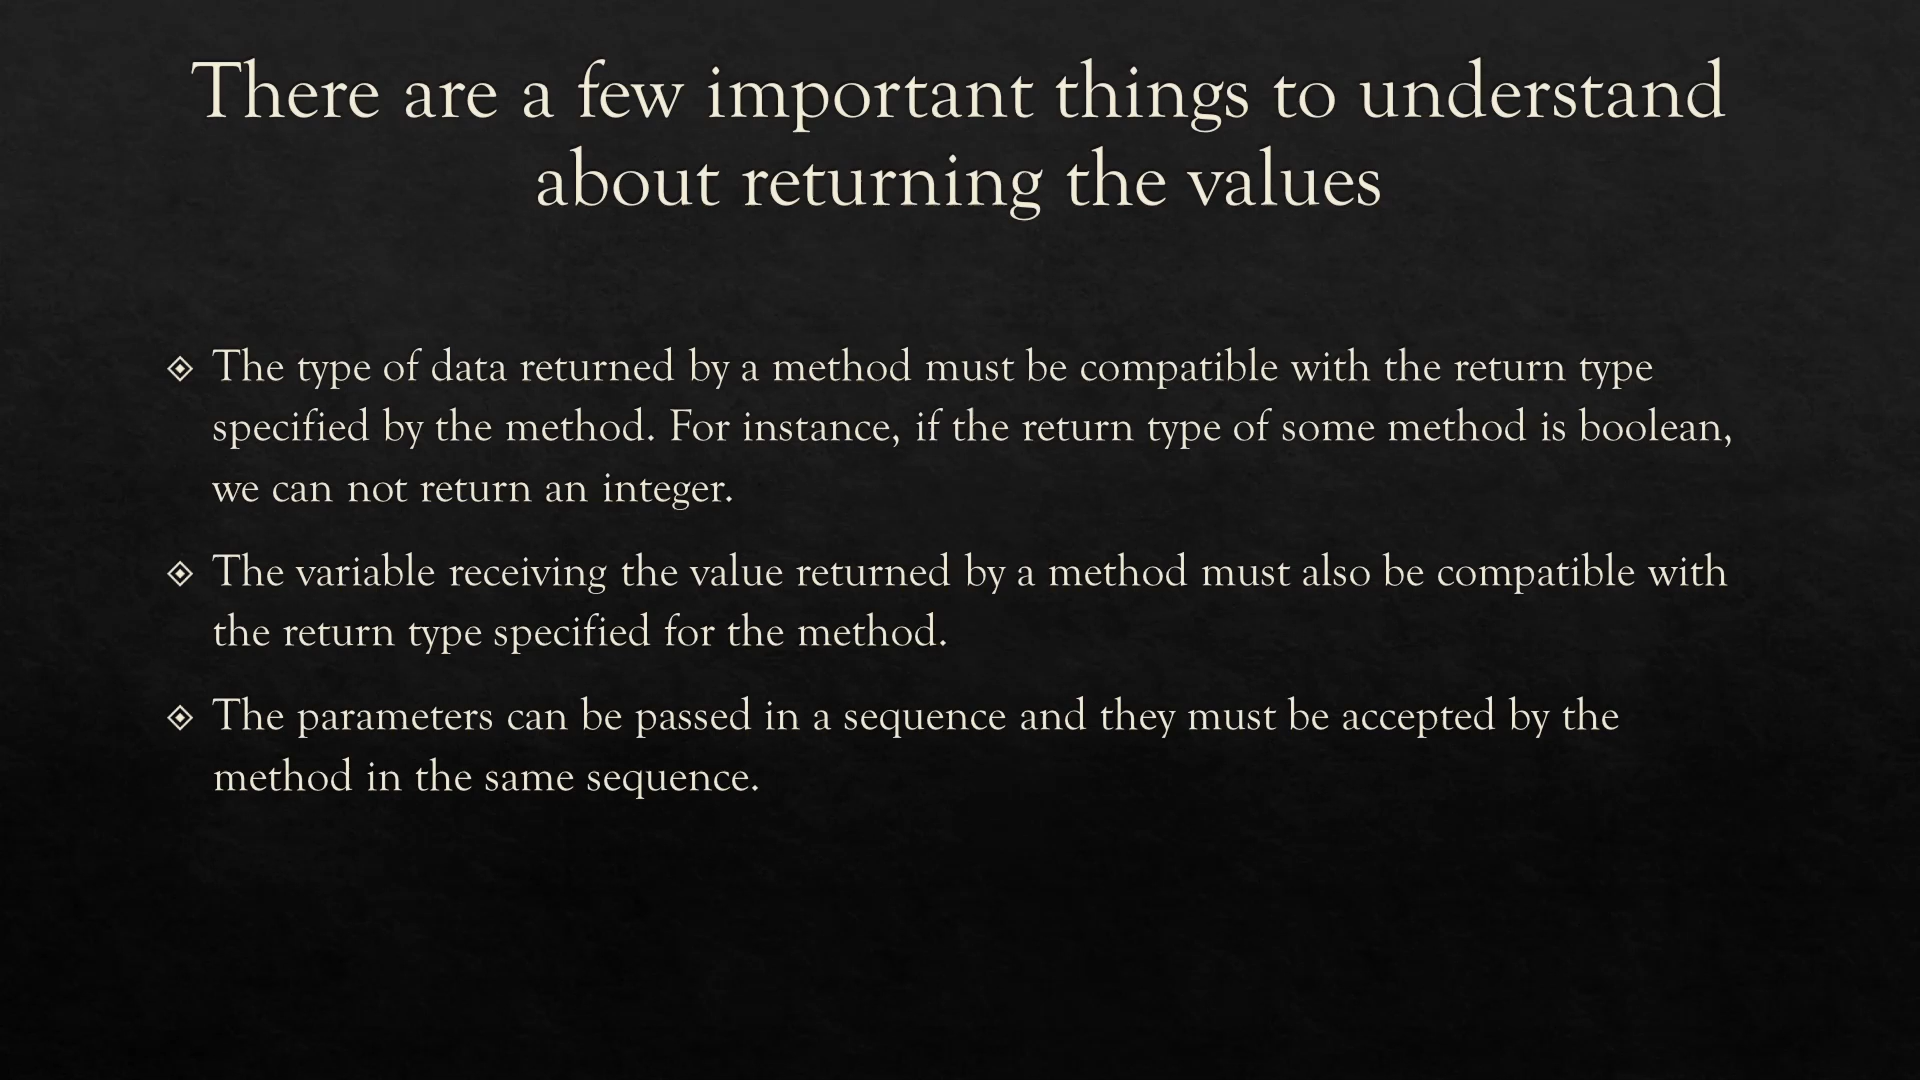 There are a few important things to understand
about returning the values
The type of data returned by a method must be compatible with the return type
specified by the method. For instance, if the return type of some method is boolean,
we can not return an integer.
The variable receiving the value returned by a method must also be compatible with
the return type specified for the method.
The parameters can be passed in a sequence and they must be accepted by the
method in the same sequence.